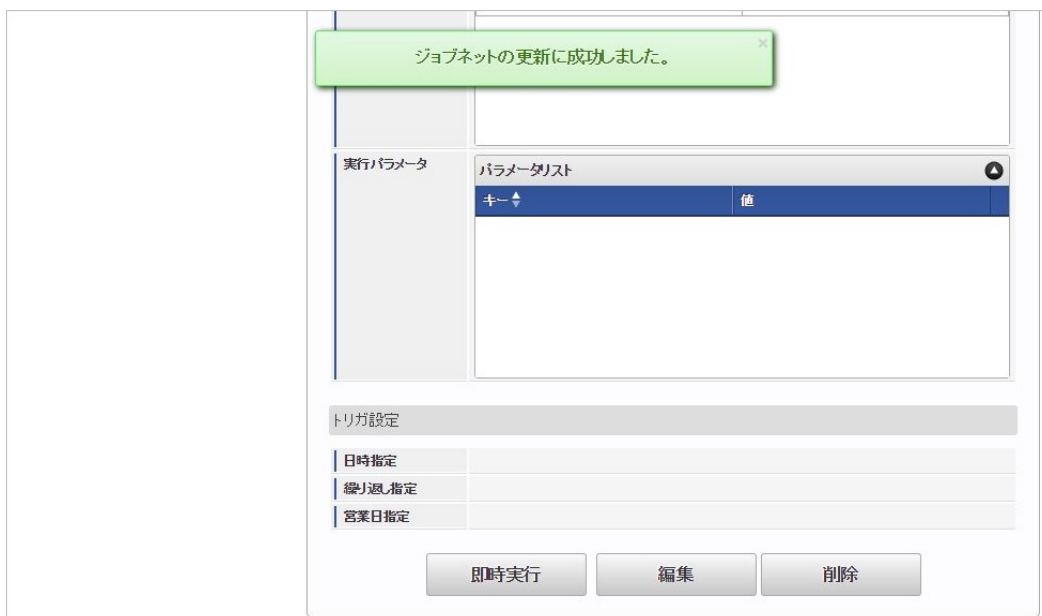 ジョブネットの更新に成功しました。
×
実行パラメータ
パラメータリスト
キー
値
トリガ設定
日時指定
繰り返し指定
営業日指定
即時実行
編集
削除